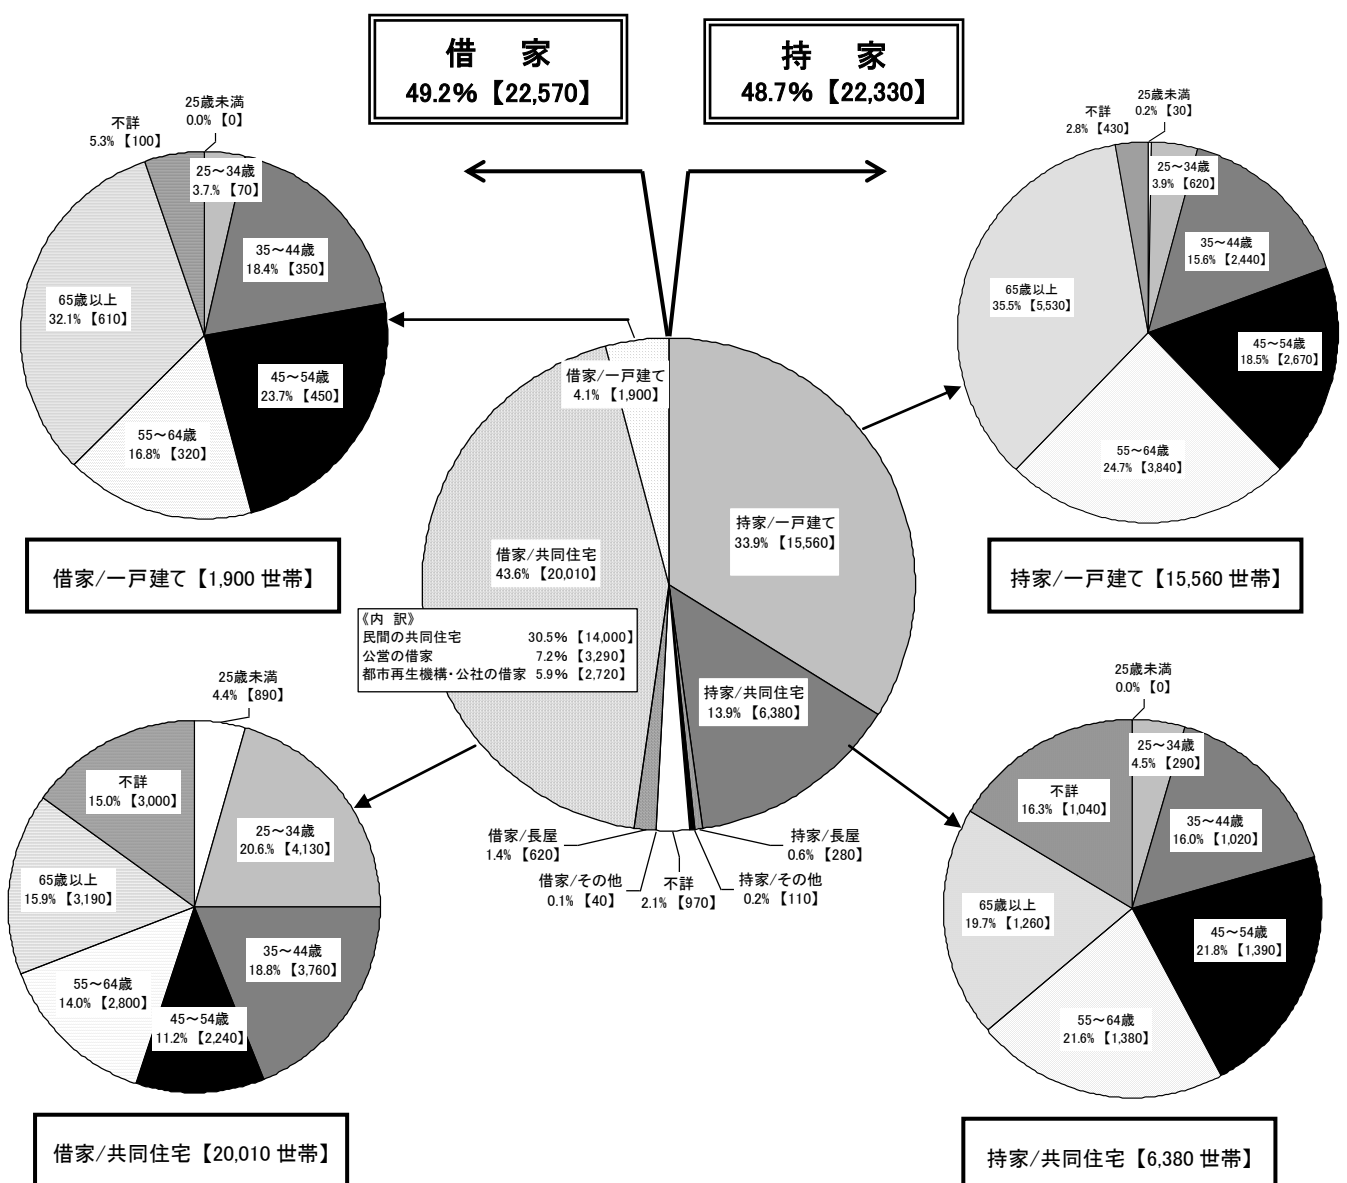 借　家
49.2%【22,570】
持　家
48.7%【22,330】
25歳未満
0.0%【0】
不詳
5.3%【100】
25～34歳
3.7.%【70】
35～44歳
18.4%【350】
65歳以上
32.1%【610】
45～54歳
23.7%【450】
55～64歳
16.8%【320】
借家/一戸建て【1,900 世帯】
25歳未満
0.2%【30】
不詳
2.8%【430】
25～34歳
3.9%【620】
35～44歳
15.6%【2,440】
65歳以上
35.5%【5,530】
45～54歳
18.5%【2,670】
55～64歳
24.7%【3,840】
持家/一戸建て【15,560 世帯】
借家/一戸建て
4.1%【1,900】
持家/一戸建て
33.9%【15,560】
借家/共同住宅
43.6%【20,010】
《内 訳》
民間の共同住宅 30.5%【14,000】
公営の借家 7.2%【3,290】
都市再生機構・公社の借家 5.9%【2,720】
持家/共同住宅
13.9%【6,380】
借家/長屋
1.4%【620】
持家/長屋
0.6%【280】
借家/その他
0.1%【40】
不詳
2.1%【970】
持家/その他
0.2%【110】
25歳未満
4.4%【890】
不詳
15.0%【3,000】
25～34歳
20.6%【4,130】
65歳以上
15.9%【3,190】
35～44歳
18.8%【3,760】
55～64歳
14.0%【2,800】
45～54歳
11.2%【2,240】
借家/共同住宅【20,010 世帯】
25歳未満
0.0%【0】
25～34歳
4.5%【290】
不詳
16.3%【1,040】
35～44歳
16.0%【1,020】
65歳以上
19.7%【1,260】
45～54歳
21.8%【1,390】
55～64歳
21.6%【1,380】
持家/共同住宅【6,380 世帯】